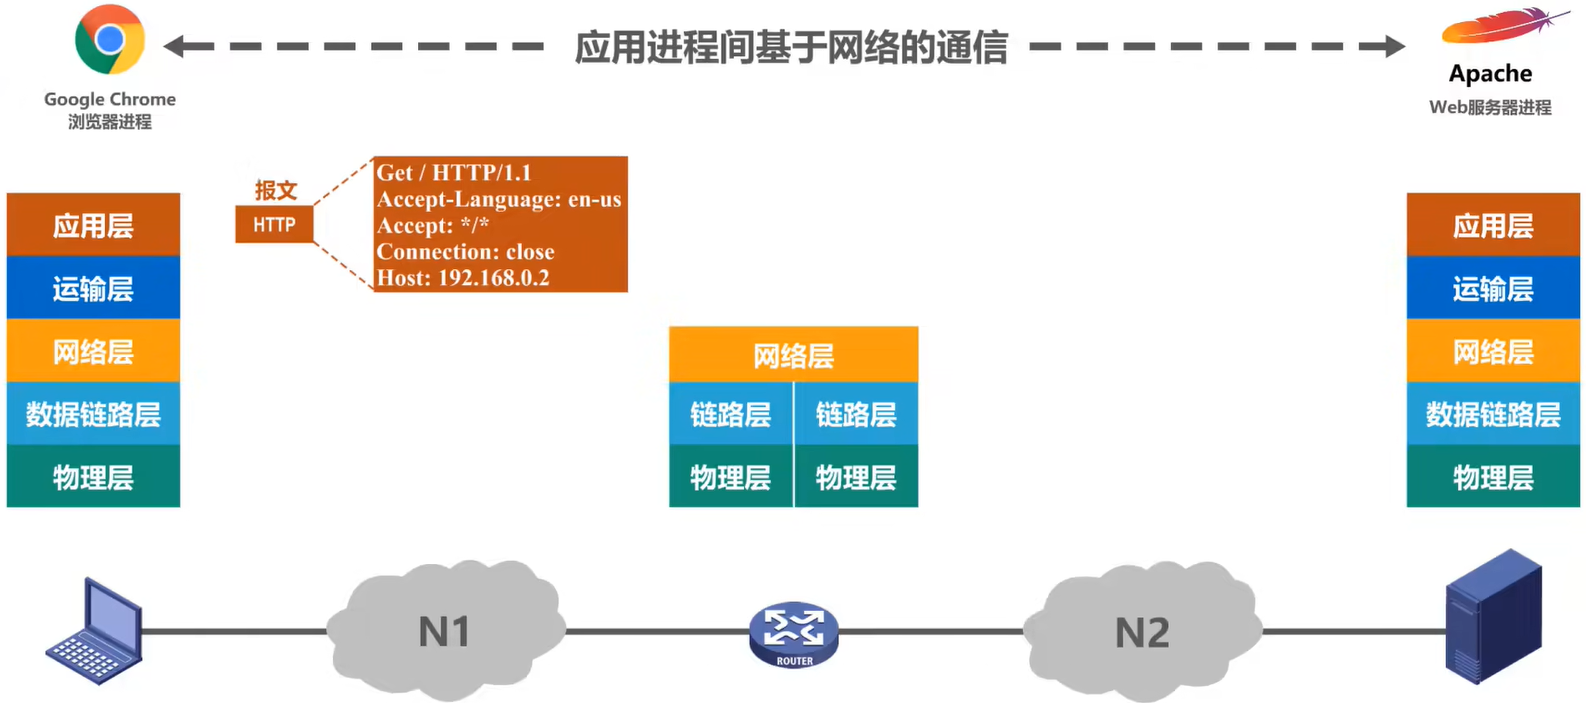 应用进程间基于网络的通信
Google Chrome
浏览器进程
Apache
Web服务器进程
报文
HTTP
Get / HTTP/1.1
Accept-Language: en-us
Accept: */*
Connection: close
Host: 192.168.0.2
应用层
运输层
网络层
数据链路层
物理层
网络层
链路层 链路层
物理层 物理层
应用层
运输层
网络层
数据链路层
物理层
N1
ROUTER
N2